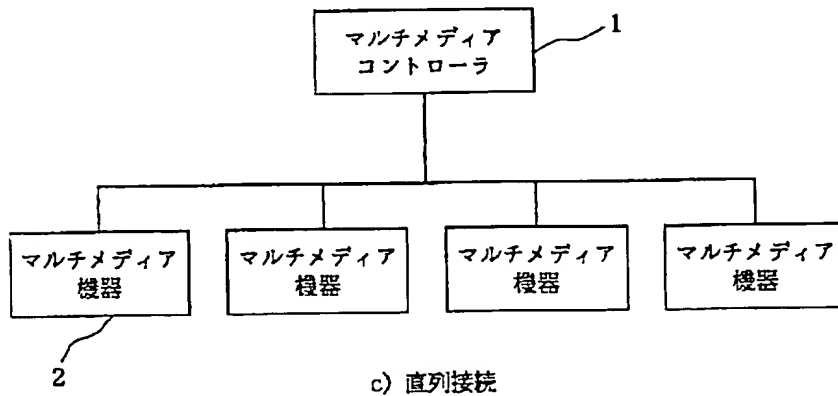 マルチメディア
コントローラ
1
マルチメディア
機器
マルチメディア
機器
マルチメディア
機器
マルチメディア
機器
2
c) 直列接続